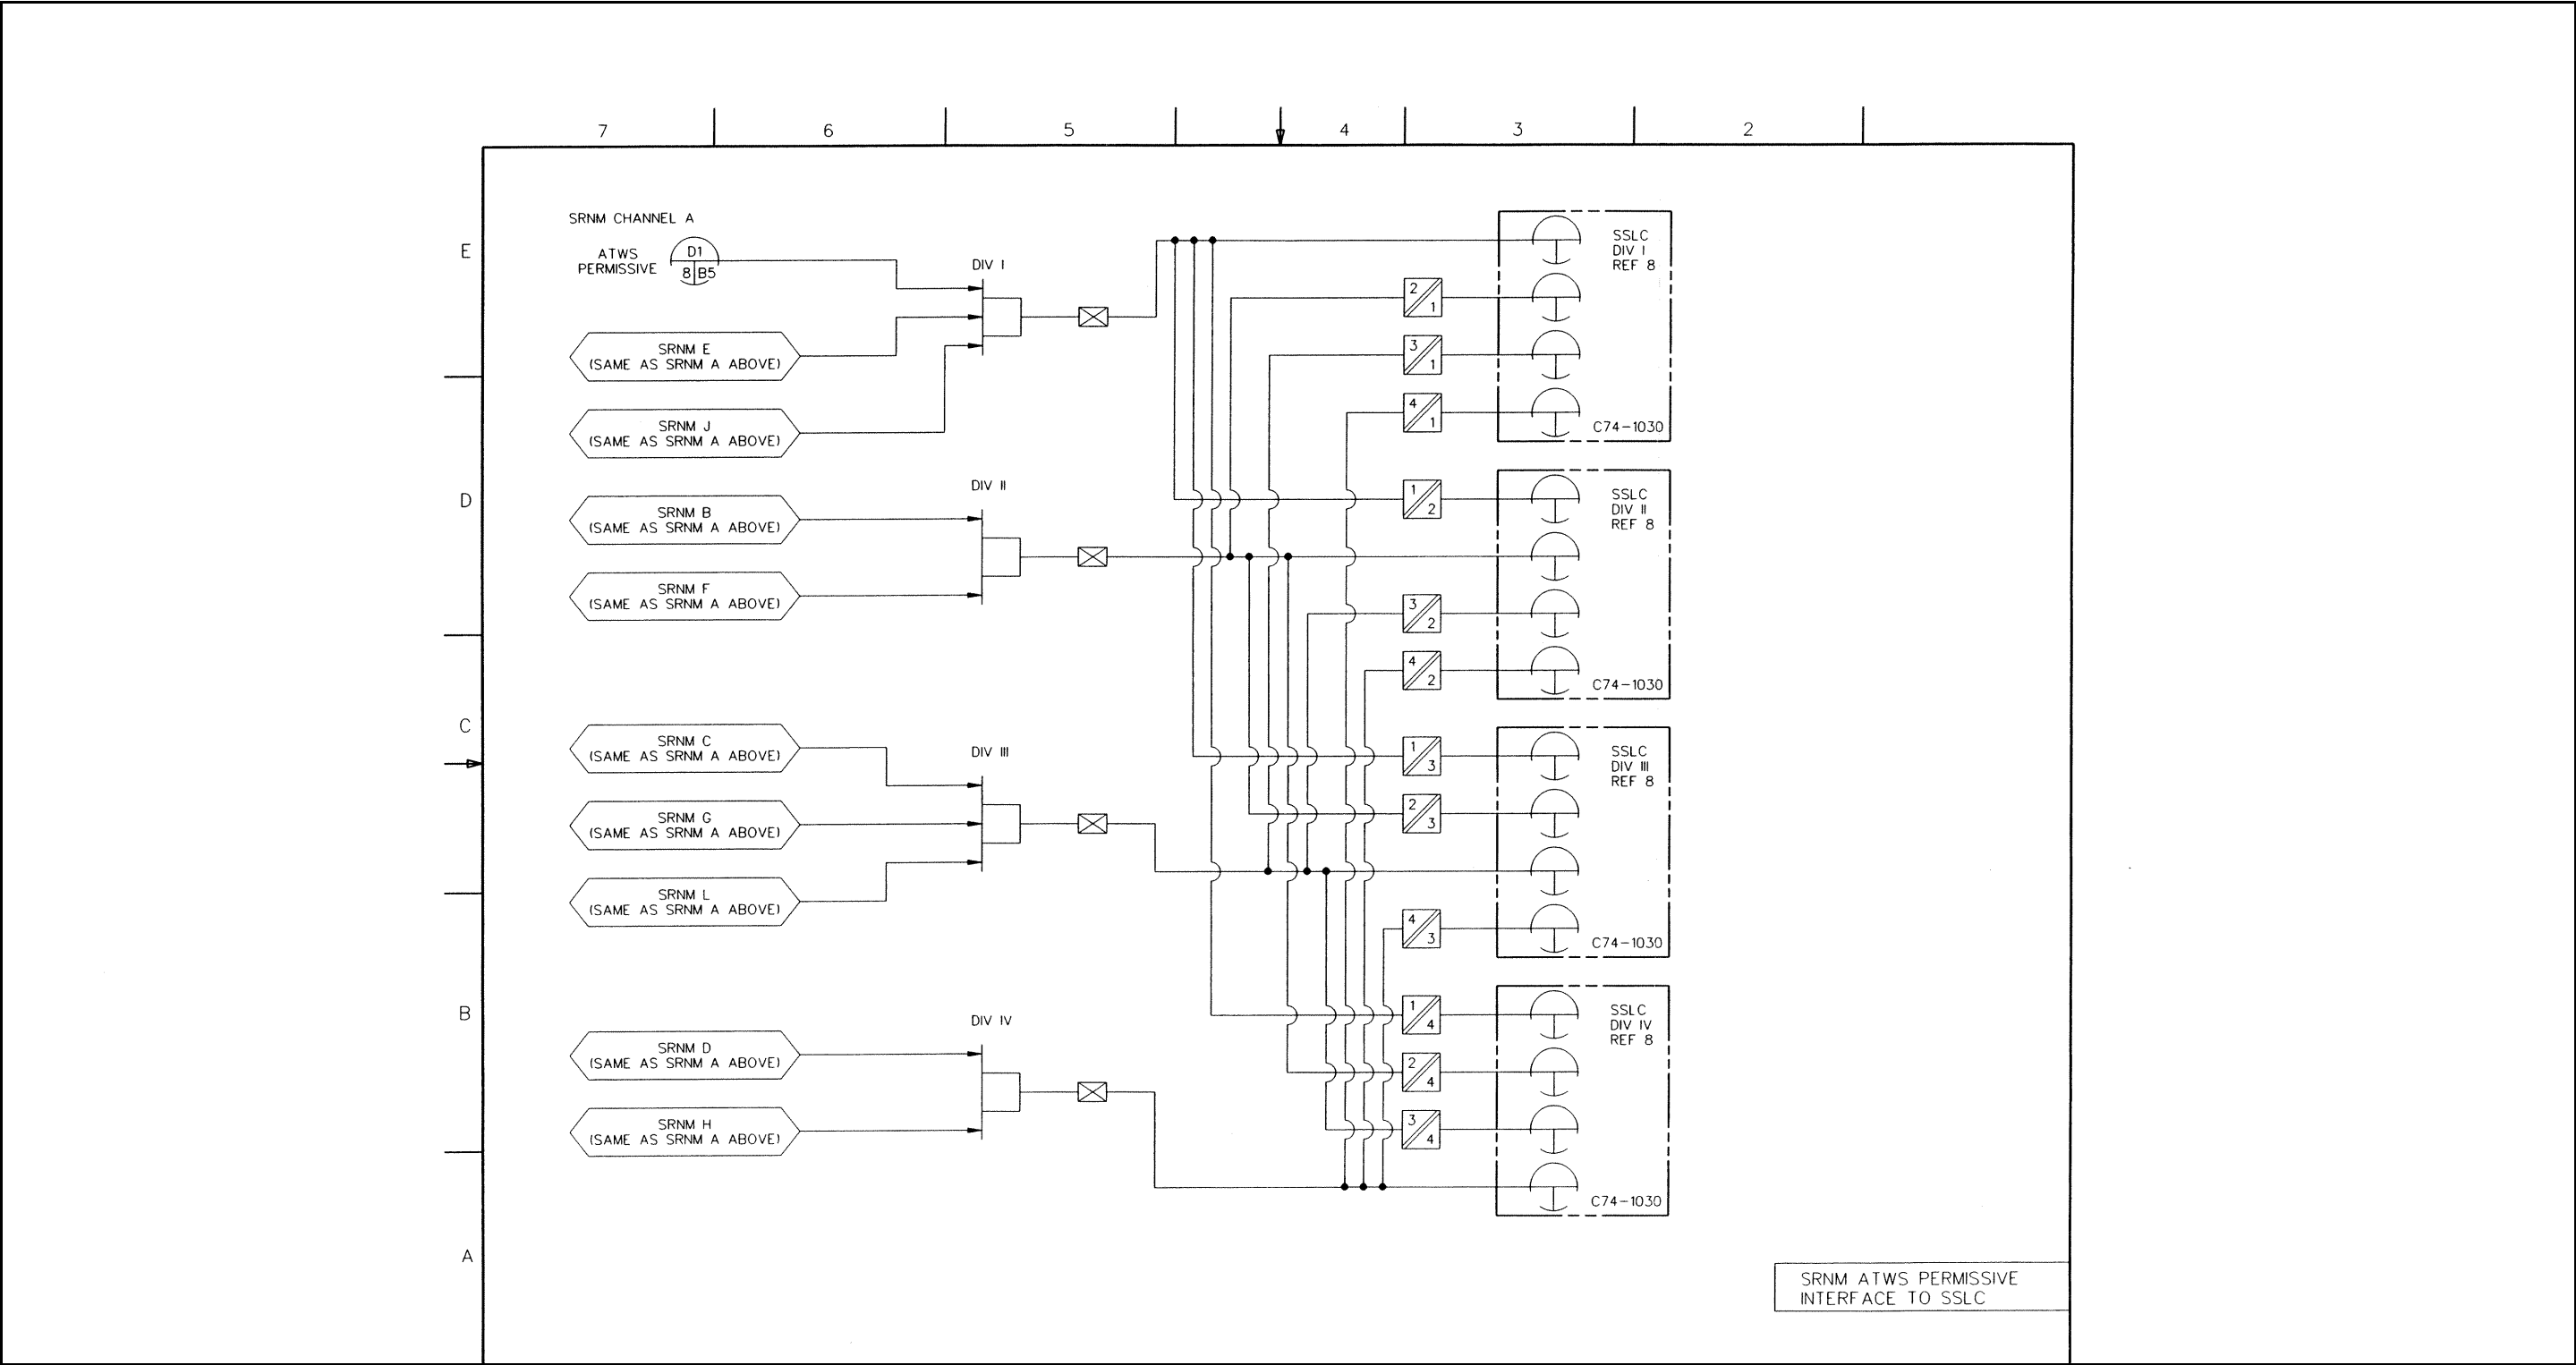 7 6 5 4 3 2
E
D
C
B
A
SRNM CHANNEL A
ATWS
PERMISSIVE
D1
8 B5
SRNM E
(SAME AS SRNM A ABOVE)
SRNM J
(SAME AS SRNM A ABOVE)
DIV I
SRNM B
(SAME AS SRNM A ABOVE)
SRNM F
(SAME AS SRNM A ABOVE)
DIV II
SRNM C
(SAME AS SRNM A ABOVE)
SRNM G
(SAME AS SRNM A ABOVE)
SRNM L
(SAME AS SRNM A ABOVE)
DIV III
SRNM D
(SAME AS SRNM A ABOVE)
SRNM H
(SAME AS SRNM A ABOVE)
DIV IV
2
1
3
1
4
1
SSLC
DIV I
REF 8
C74-1030
1
2
3
2
4
2
SSLC
DIV II
REF 8
C74-1030
1
3
2
3
4
3
SSLC
DIV III
REF 8
C74-1030
1
4
2
4
3
4
SSLC
DIV IV
REF 8
C74-1030
SRNM ATWS PERMISSIVE
INTERFACE TO SSLC